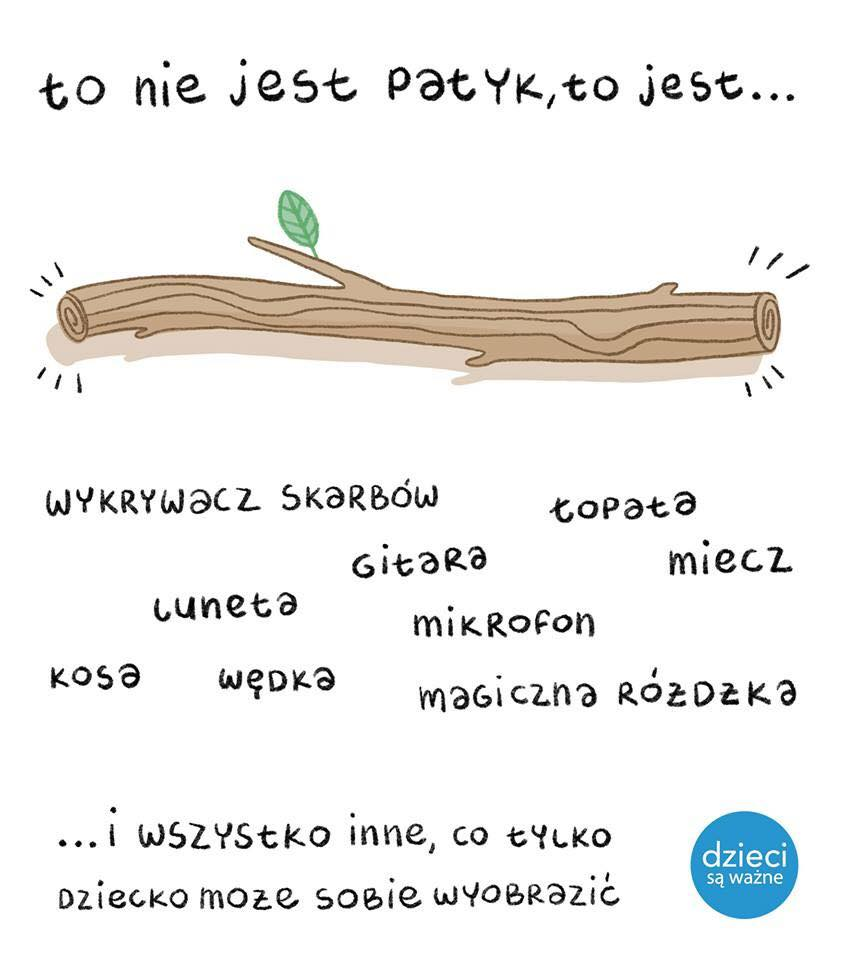 to nie jest patyk, to jest...
wykrywacz skarbów
łopata
gitara
miecz
luneta
mikrofon
kosa
wędka
magiczna różdżka
...i wszystko inne, co tylko
dziecko może sobie wyobrazić
dzieci
są ważne